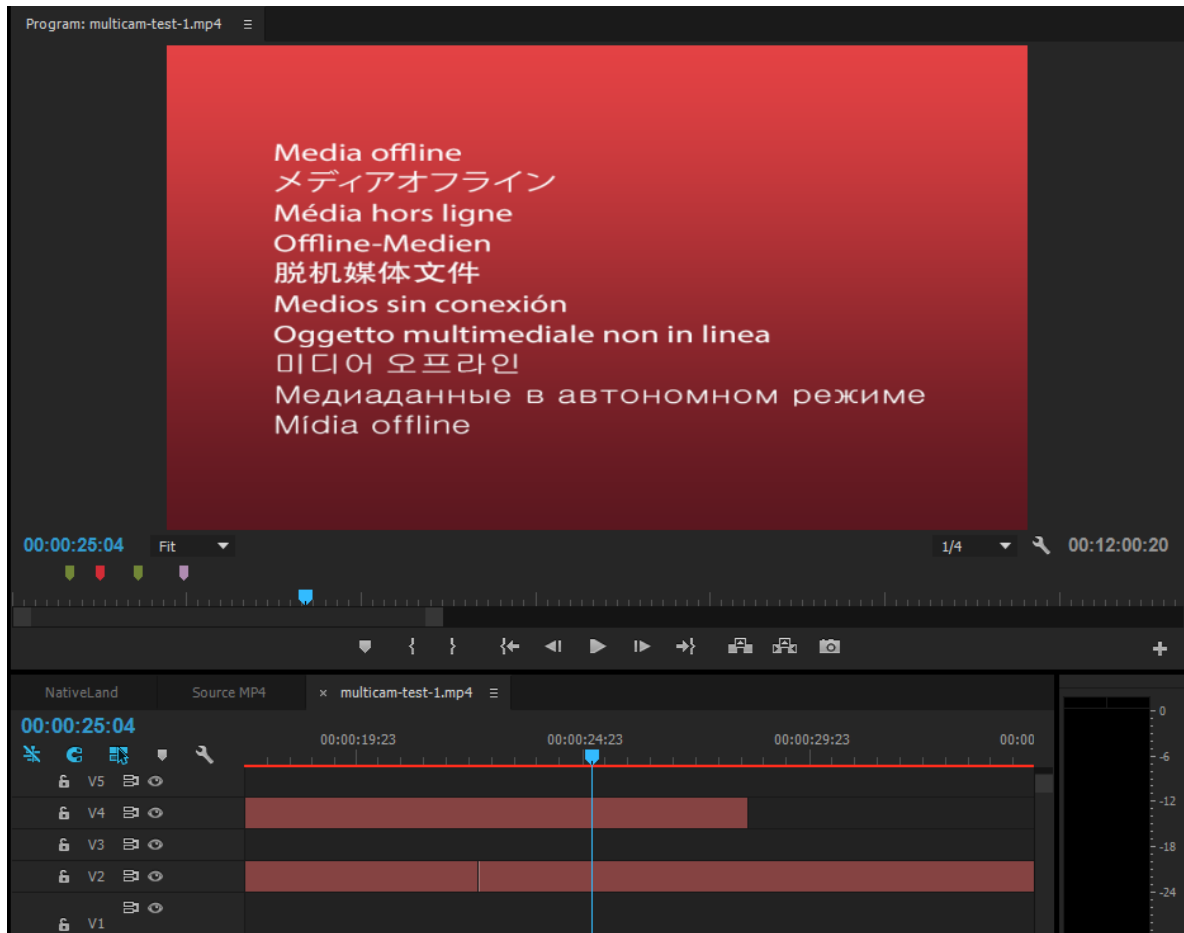 Program: multicam-test-1.mp4
Media offline
メディアオフライン
Média hors ligne
Offline-Medien
脱机媒体文件
Medios sin conexión
Oggetto multimediale non in linea
미디어 오프라인
Медиаданные в автономном режиме
Mídia offline
00:00:25:04 Fit 1/4 00:12:00:20
NativeLand Source MP4 × multicam-test-1.mp4
00:00:25:04
00:00:19:23 00:00:24:23 00:00:29:23 00:00
V5
V4
V3
V2
V1
0
-6
-12
-18
-24